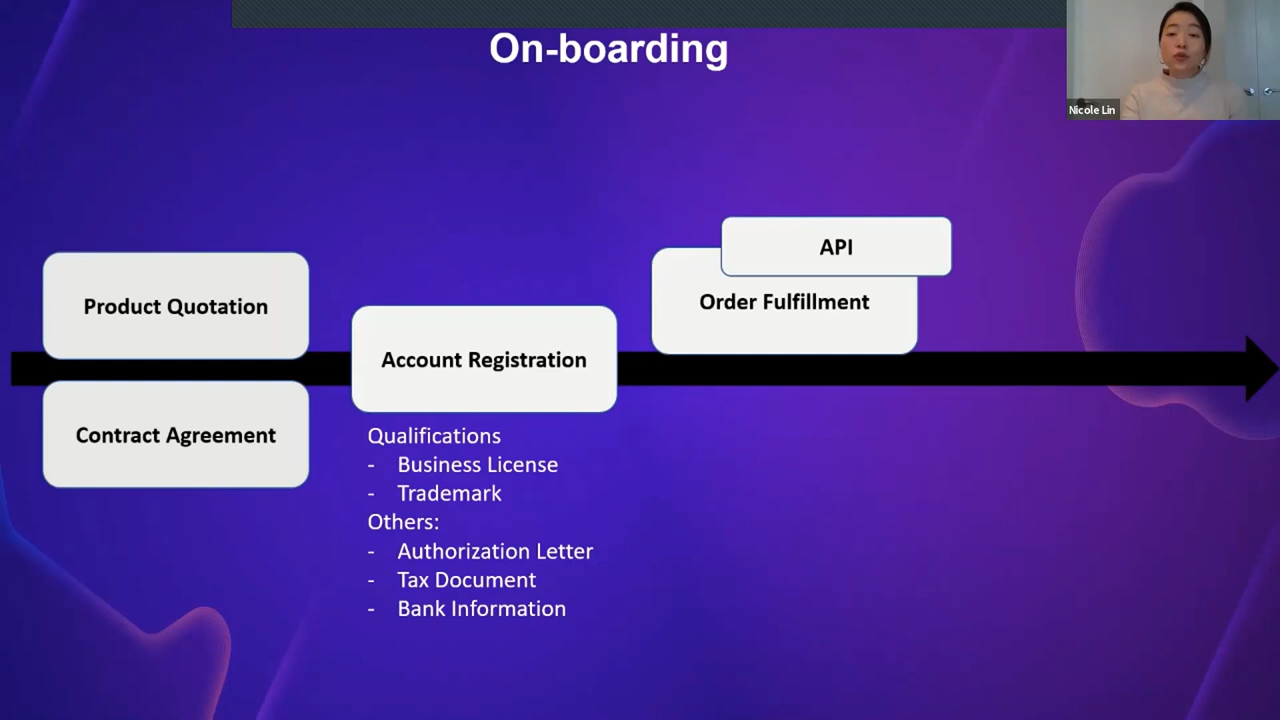 On-boarding
Nicole Lin
API
Product Quotation
Order Fulfillment
Account Registration
Contract Agreement
Qualifications
- Business License
- Trademark
Others:
- Authorization Letter
- Tax Document
- Bank Information